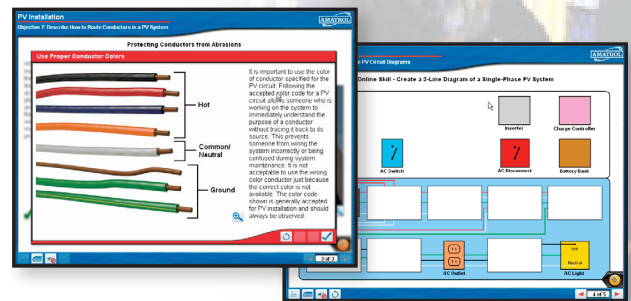 PV Installation
Objective 7: Describe How to Route Conductors in a PV System
AMATROL
Protecting Conductors from Abrasions
Use Proper Conductor Colors
Hot
Common/
Neutral
Ground
It is important to use the color
of conductor specified for the
PV circuit. Following the
accepted color code for a PV
circuit allows someone who is
working on the system to
immediately understand the
purpose of a conductor
without tracing it back to its
source. This prevents
someone from wiring the
system incorrectly or being
confused during system
maintenance. It is not
acceptable to use the wrong
color conductor just because
the correct color is not
available. The color code
shown is generally accepted
for PV installation and should
always be observed.
3 of 3
AMATROL
PV Circuit Diagrams
Online Skill - Create a 3-Line Diagram of a Single-Phase PV System
Inverter
Charge Controller
AC Switch
AC Disconnect
Battery Bank
AC Outlet
Hot
Neutral
AC Light
4 of 5